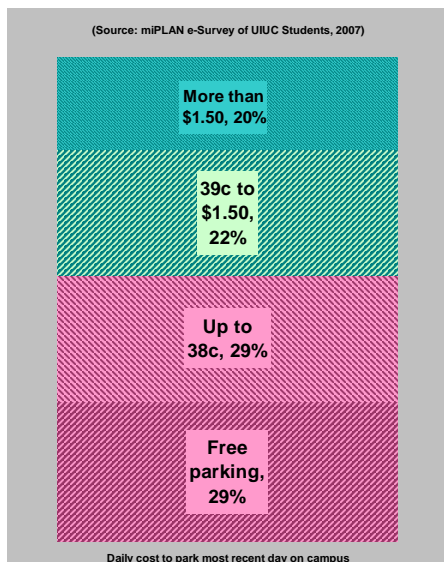 (Source: miPLAN e-Survey of UIUC Students, 2007)
More than
$1.50, 20%
39c to
$1.50,
22%
Up to
38c, 29%
Free
parking,
29%
Daily cost to park most recent day on campus